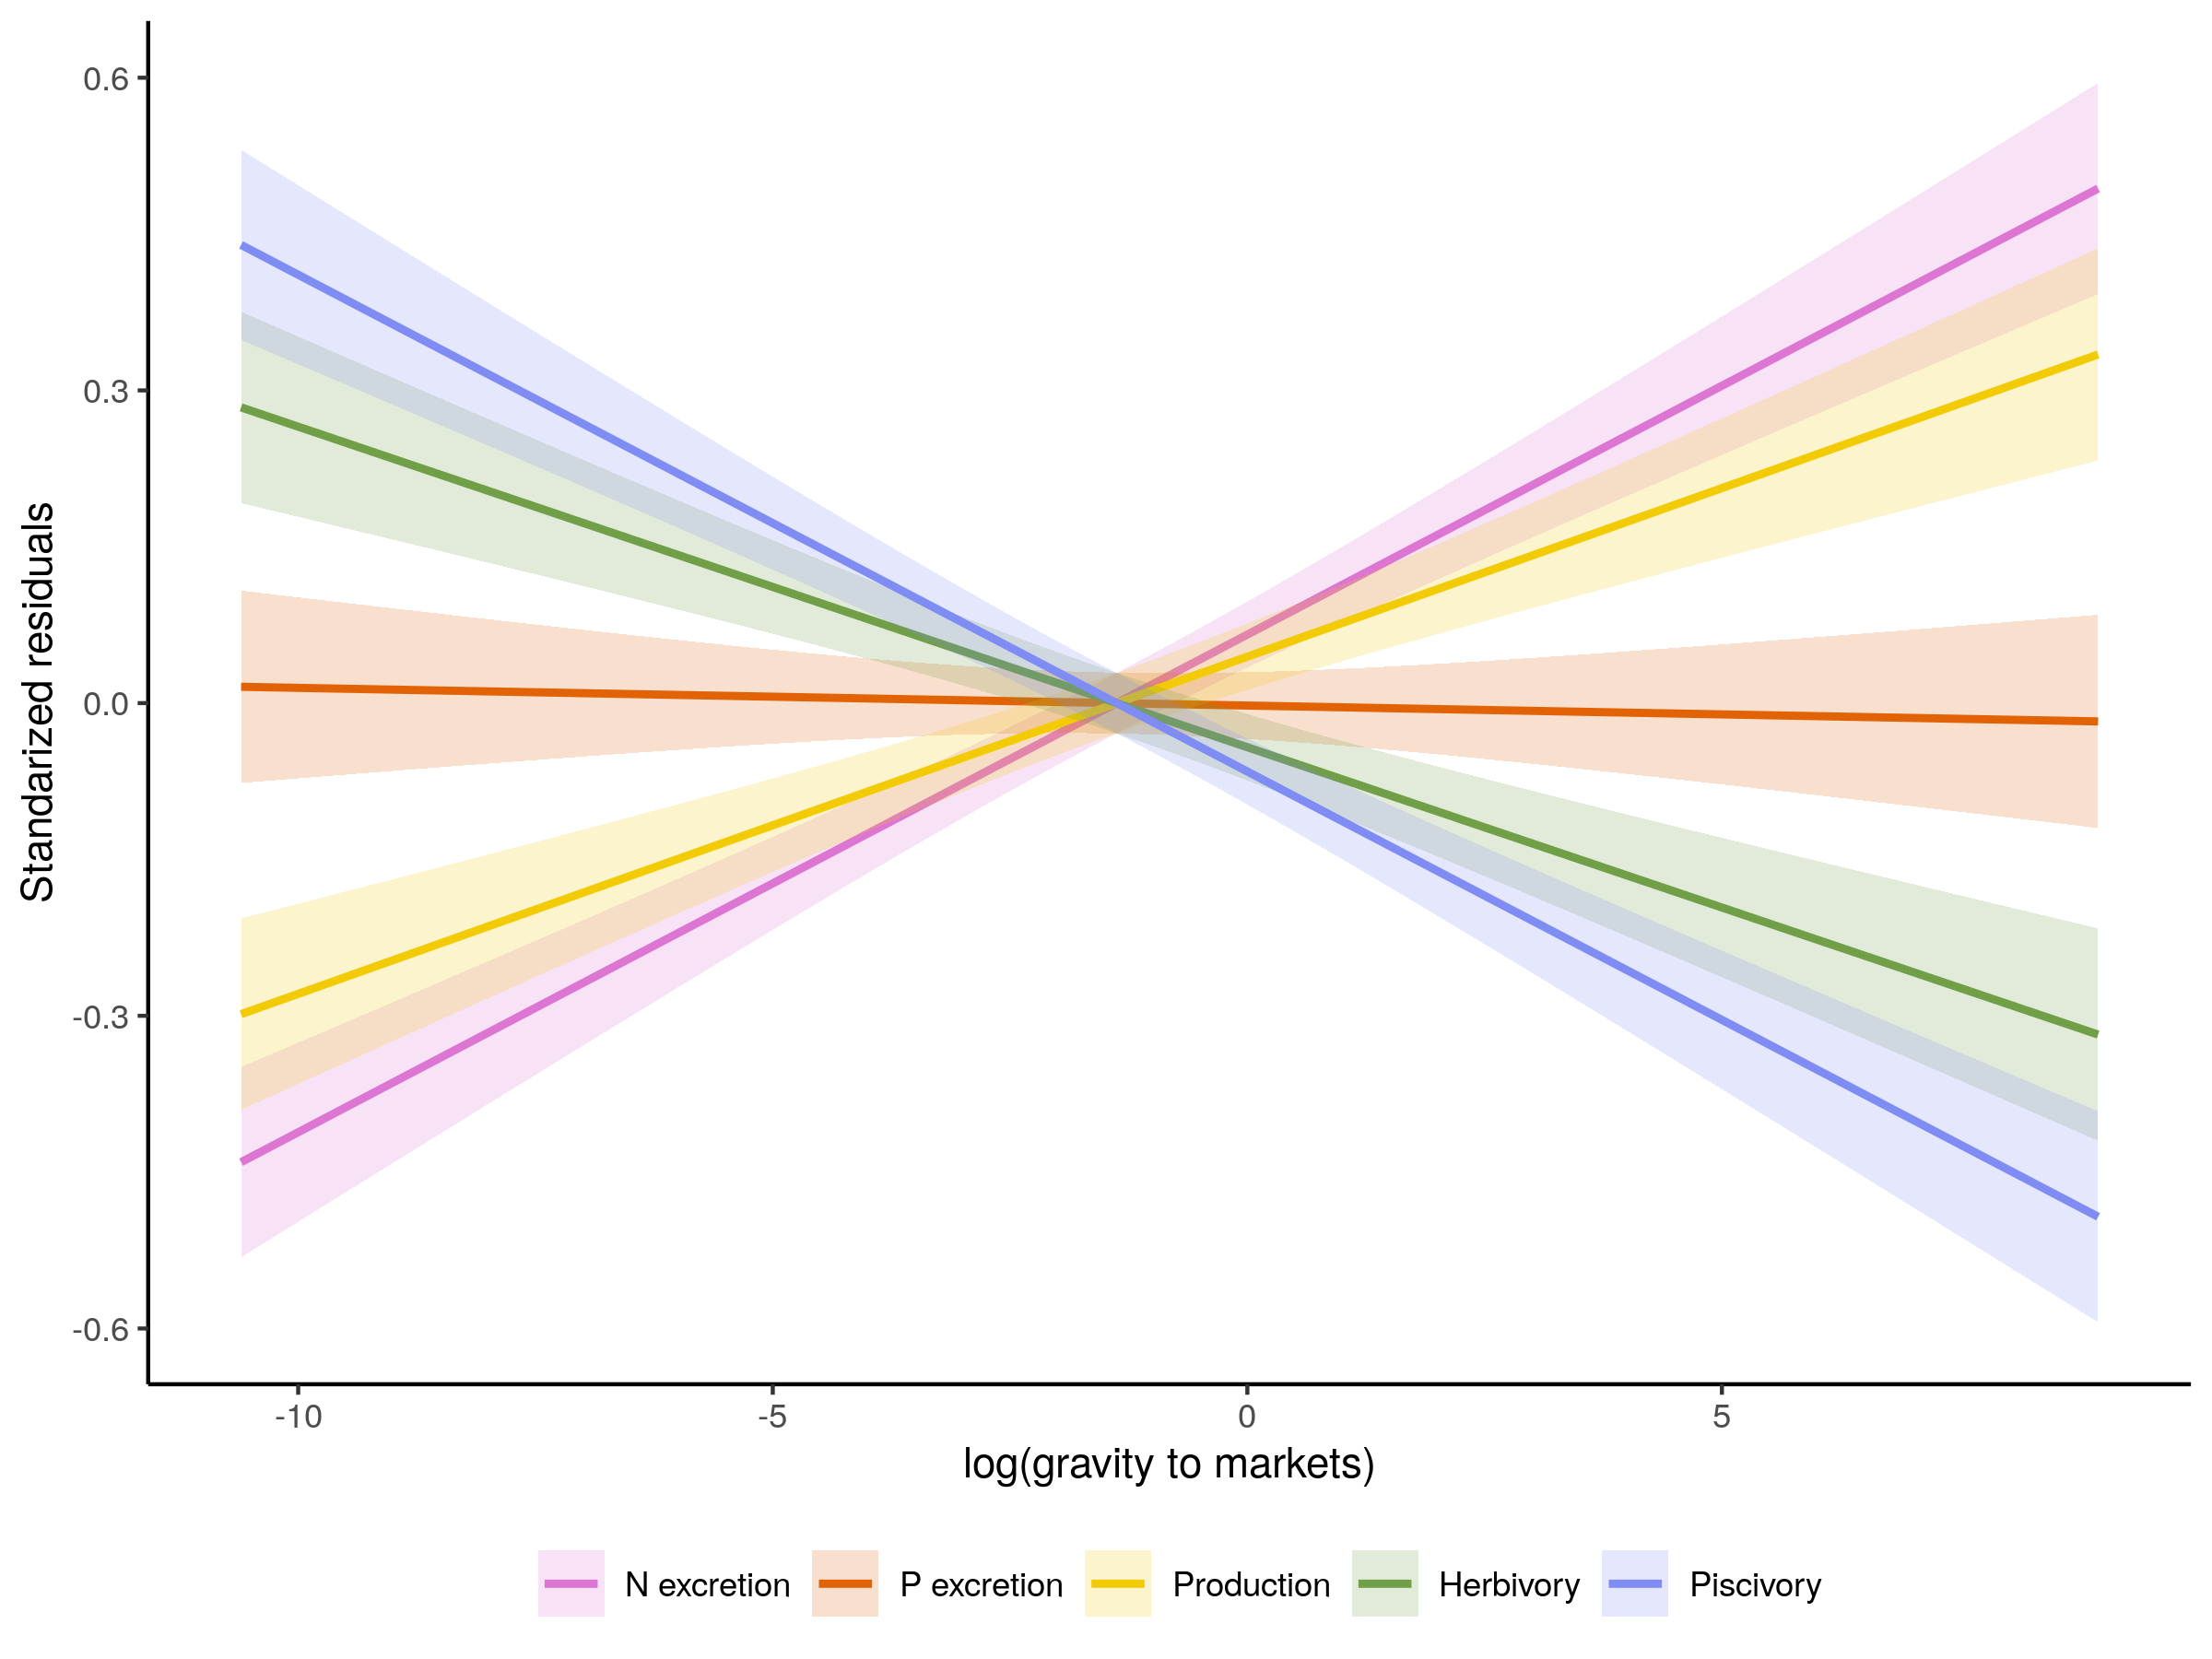 0.6
0.3
0.0
-0.3
-0.6
Standarized residuals
-10 -5 0 5
log(gravity to markets)
N excretion P excretion Production Herbivory Piscivory